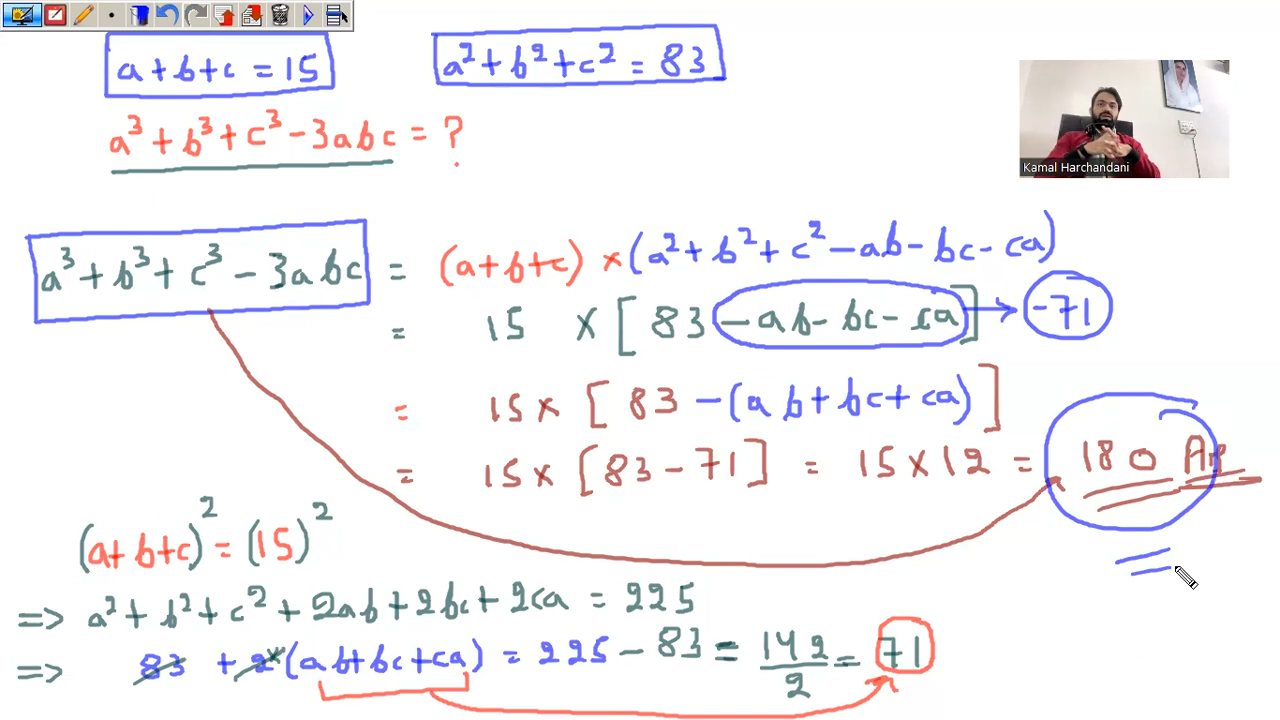 a+b+c = 15
a² + b² + c² = 83
a³ + b³ + c³ - 3abc = ?
Kamal Harchandani
a³ + b³ + c³ - 3abc = (a+b+c) × (a² + b² + c² - ab - bc - ca)
= 15 × [83 - ab - bc - ca] → -71
= 15 × [83 - (ab + bc + ca)]
= 15 × [83 - 71] = 15 × 12 = 180
(a+b+c)² = (15)²
=> a² + b² + c² + 2ab + 2bc + 2ca = 225
=> 83 + 2×(ab+bc+ca) = 225 - 83 = 142/2 = 71